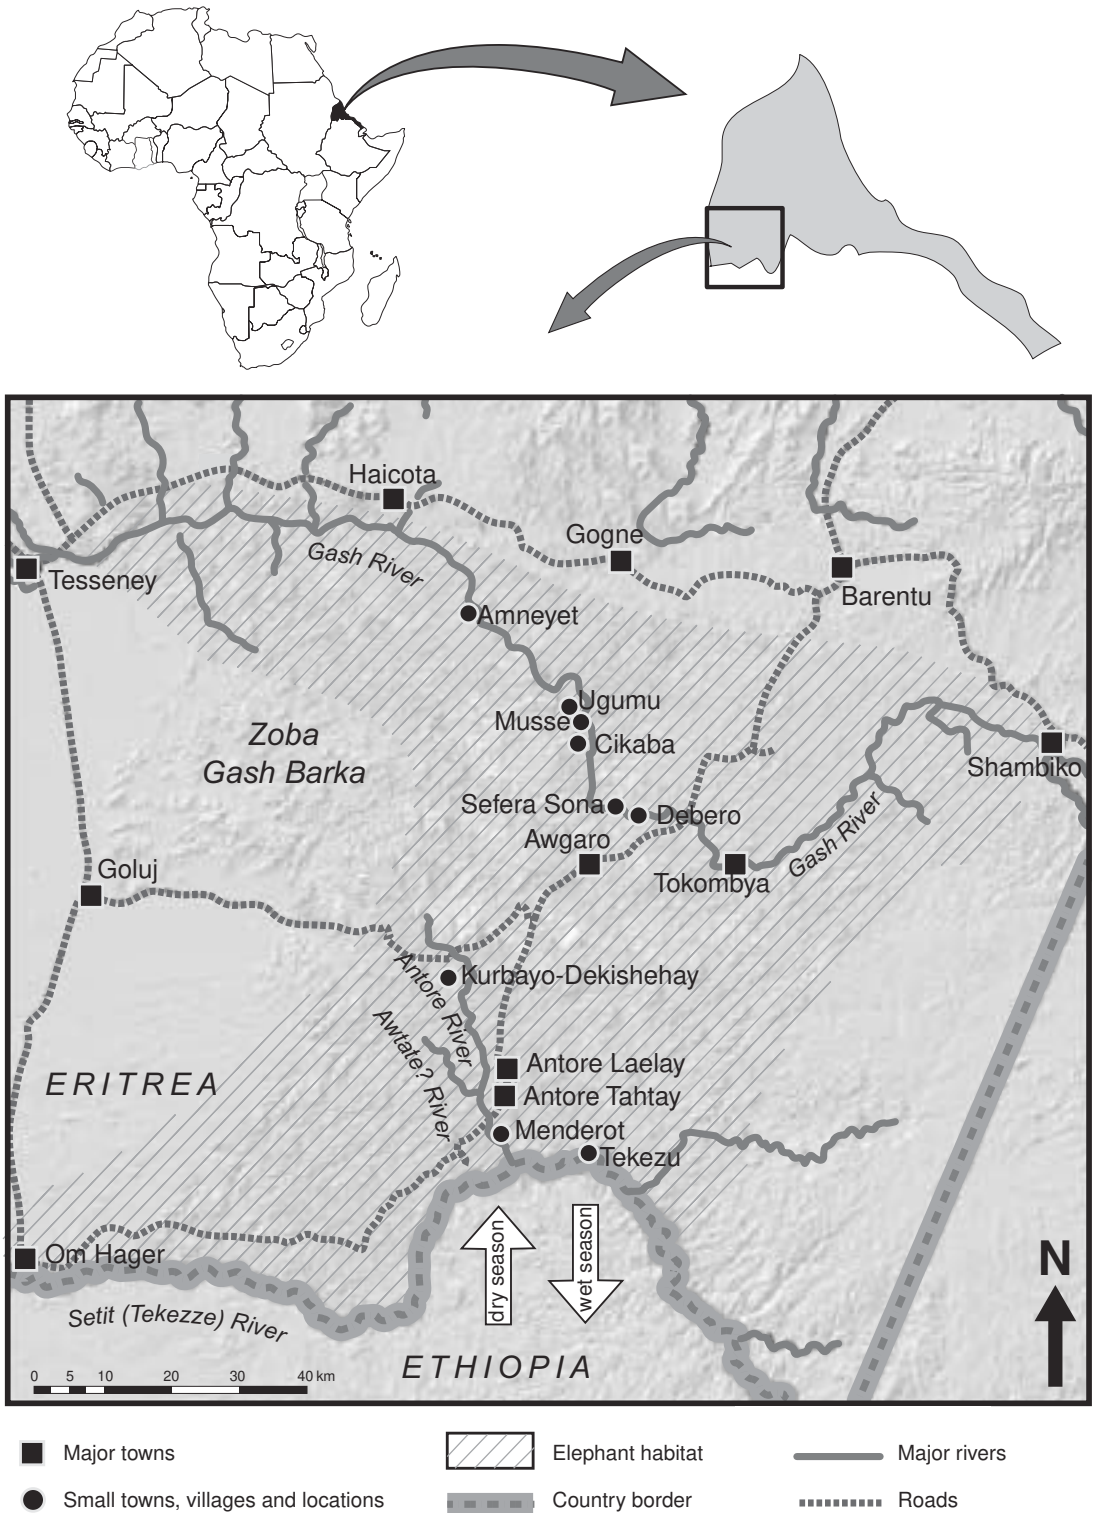 Haicota
Gogne
Gash River
Tesseney
Barentu
Amneyet
Ugumu
Musse
Zoba
Gash Barka
Cikaba
Shambiko
Sefera Sona
Debero
Awgaro
Gash River
Goluj
Tokombya
Antore River
Kurbayo-Dekishehay
Awtate? River
ERITREA
Antore Laelay
Antore Tahtay
Menderot
Tekezu
dry season
wet season
N
Om Hager
Setit (Tekezze) River
ETHIOPIA
0 5 10 20 30 40 km
Major towns
Elephant habitat
Major rivers
Small towns, villages and locations
Country border
Roads